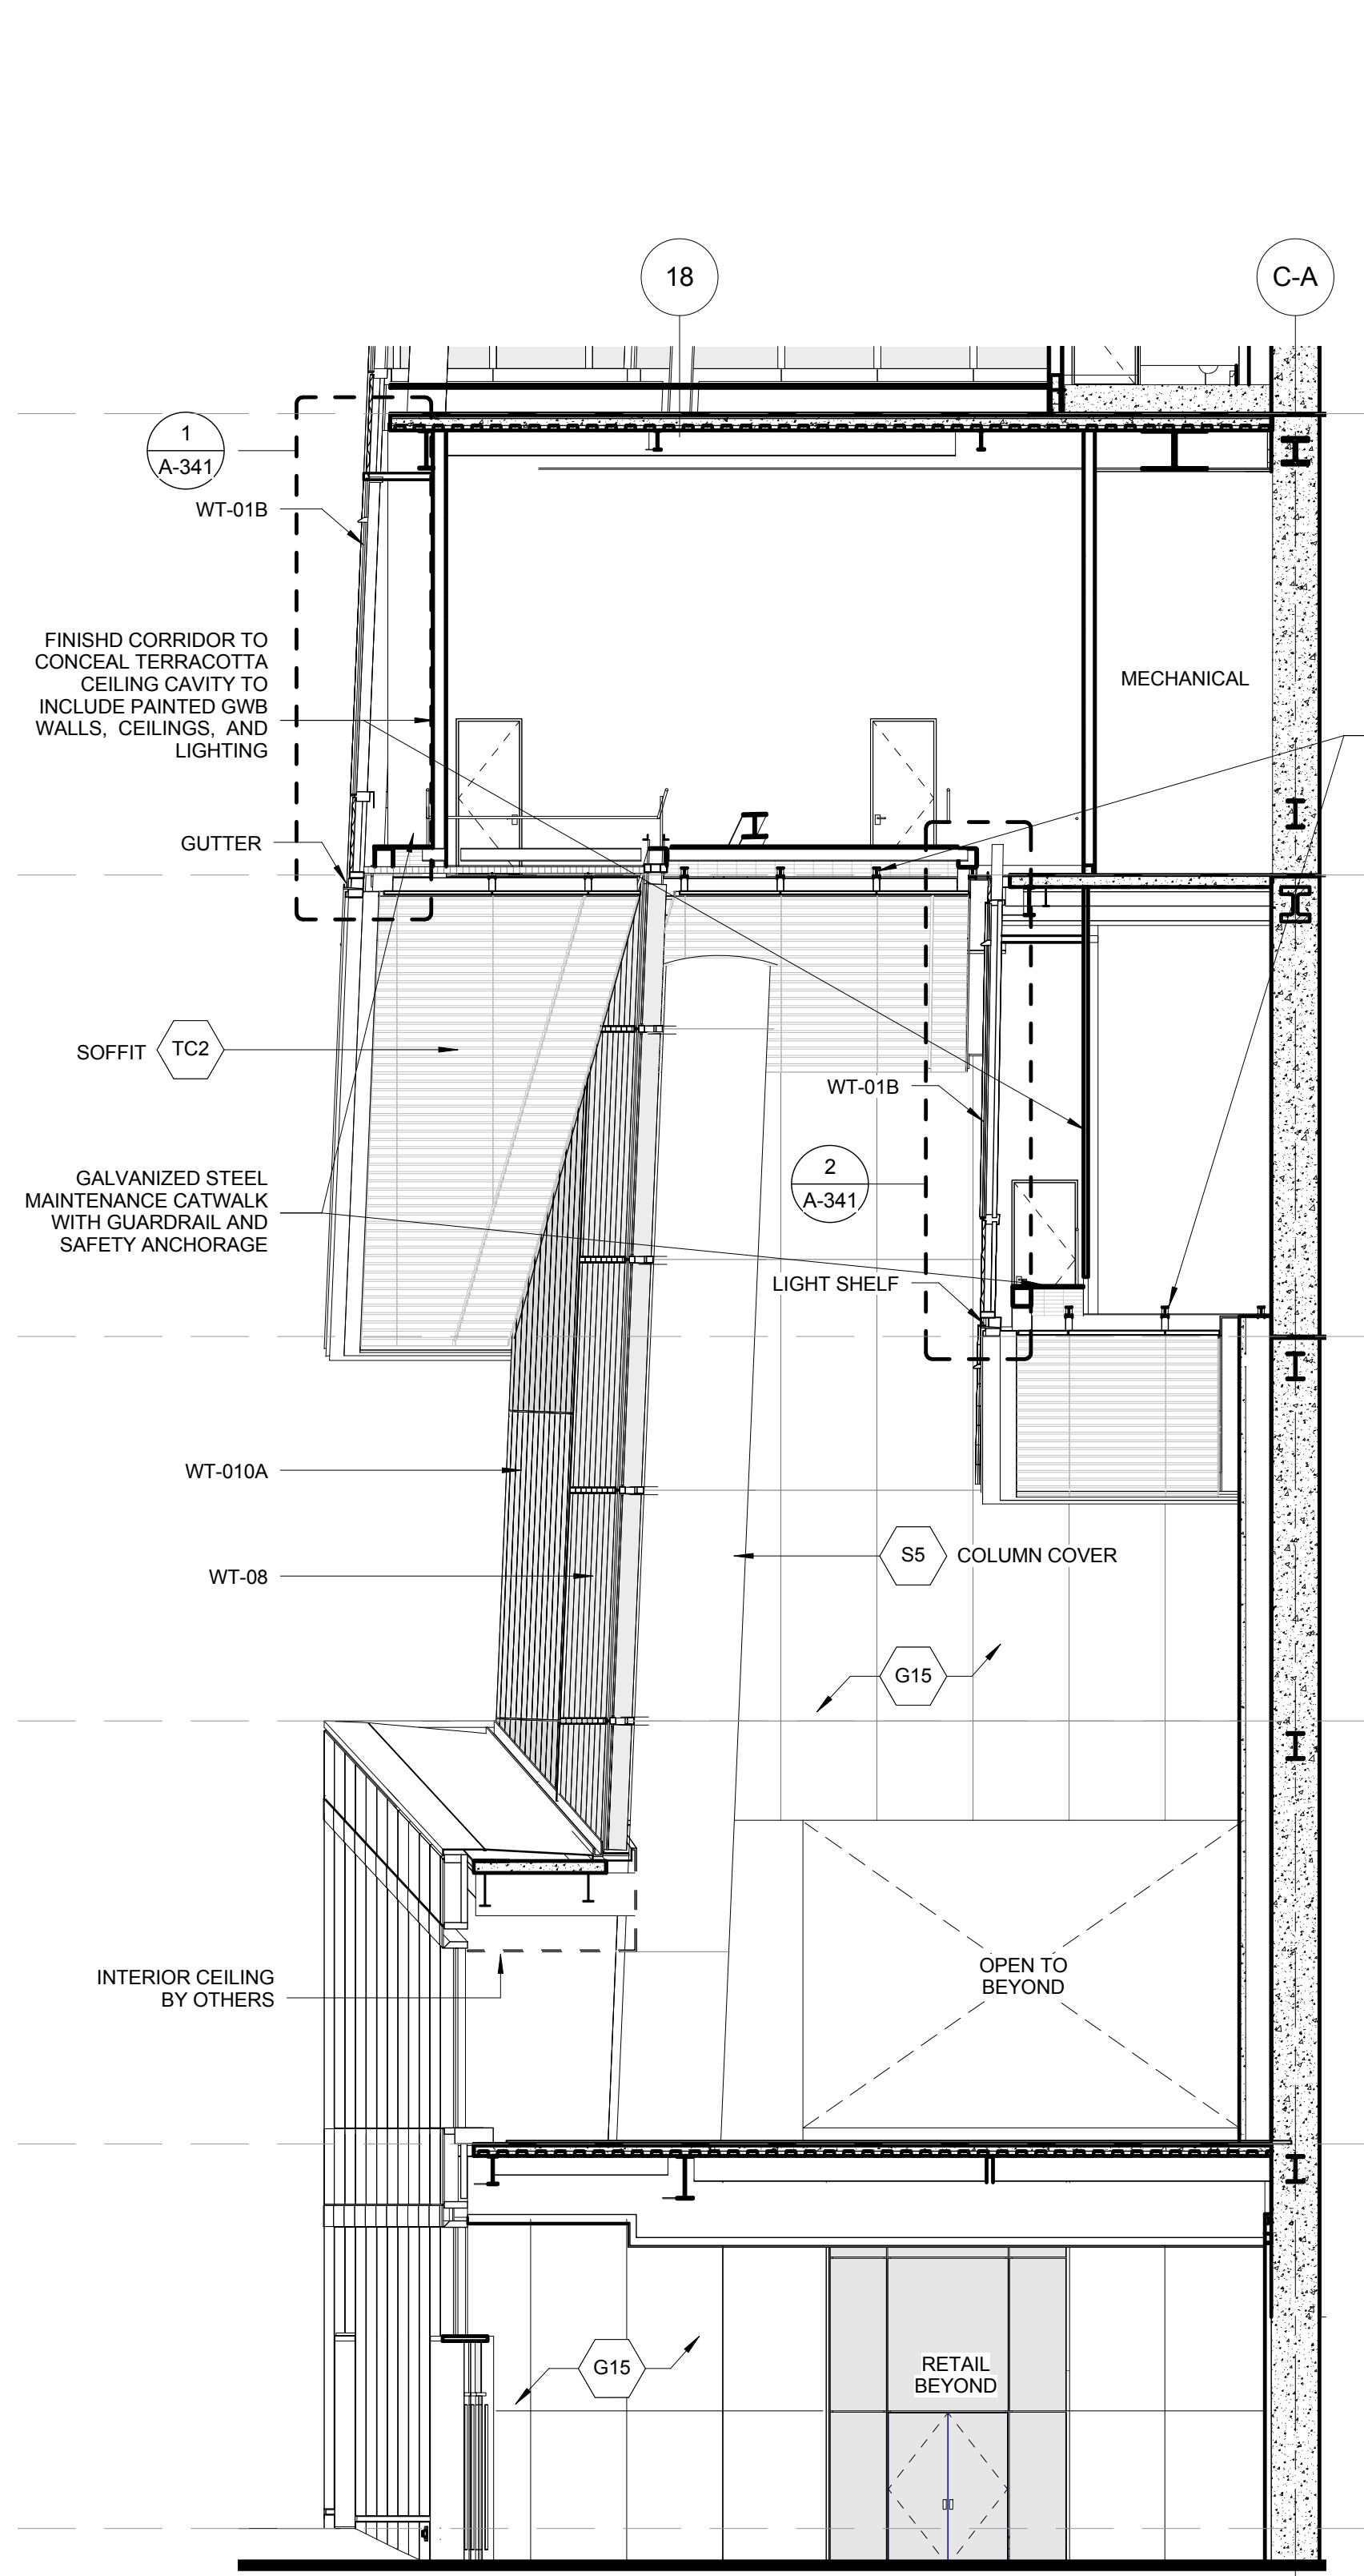 18
C-A
1
A-341
WT-01B
FINISHD CORRIDOR TO
CONCEAL TERRACOTTA
CEILING CAVITY TO
INCLUDE PAINTED GWB
WALLS, CEILINGS, AND
LIGHTING
MECHANICAL
GUTTER
SOFFIT TC2
WT-01B
2
A-341
GALVANIZED STEEL
MAINTENANCE CATWALK
WITH GUARDRAIL AND
SAFETY ANCHORAGE
LIGHT SHELF
WT-010A
S5 COLUMN COVER
WT-08
G15
OPEN TO
BEYOND
INTERIOR CEILING
BY OTHERS
G15
RETAIL
BEYOND